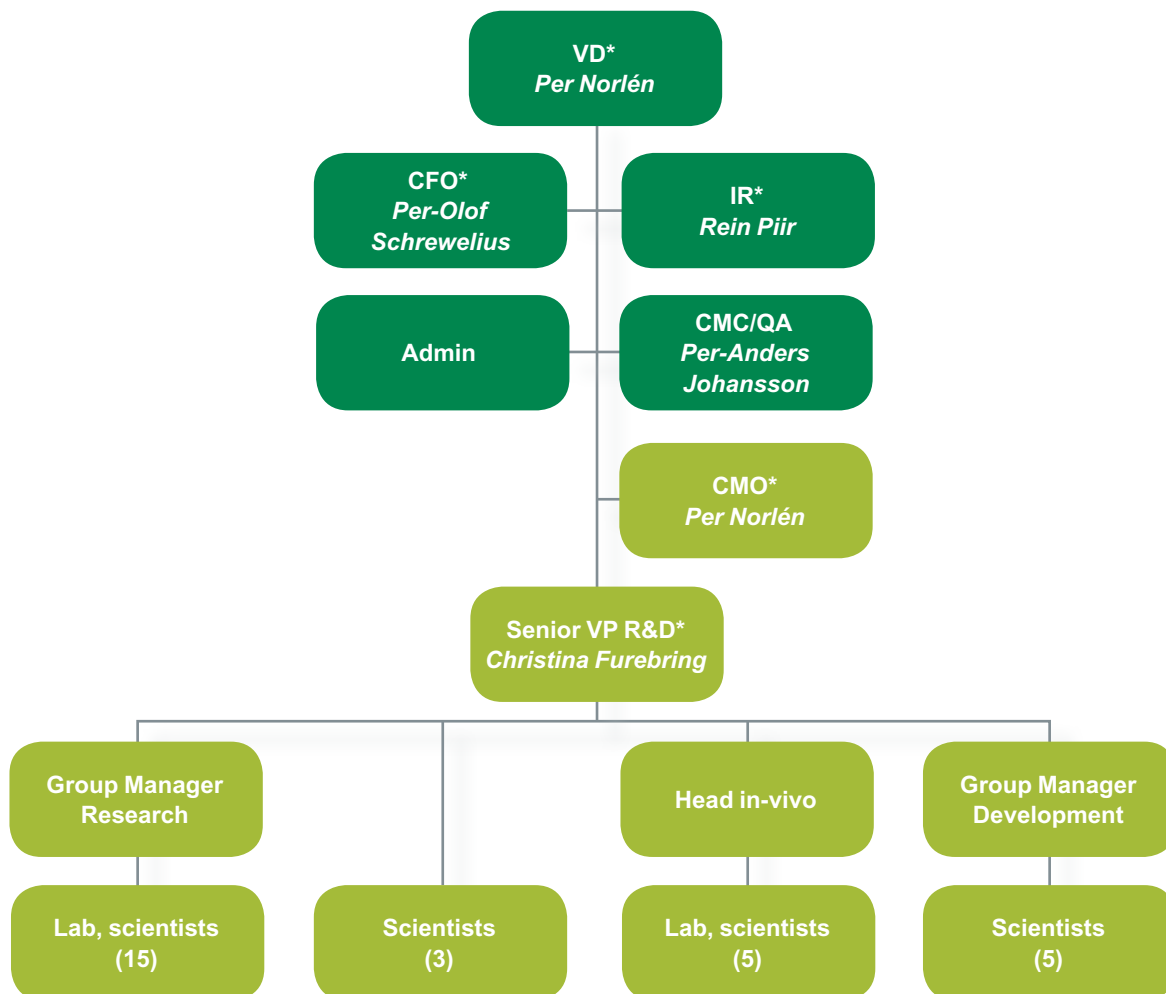 VD*
Per Norlén
CFO*
Per-Olof
Schrewelius
IR*
Rein Piir
Admin
CMC/QA
Per-Anders
Johansson
CMO*
Per Norlén
Senior VP R&D*
Christina Furebring
Group Manager
Research
Head in-vivo
Group Manager
Development
Lab, scientists
(15)
Scientists
(3)
Lab, scientists
(5)
Scientists
(5)